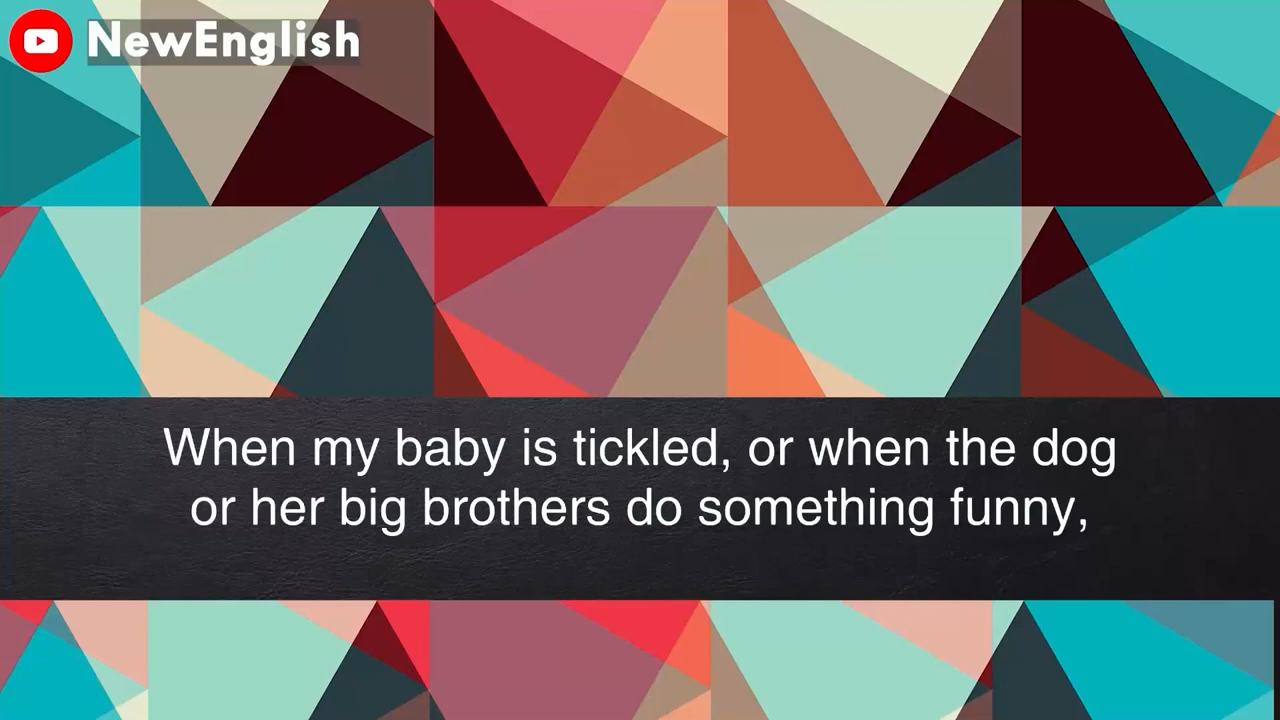 NewEnglish
When my baby is tickled, or when the dog
or her big brothers do something funny,